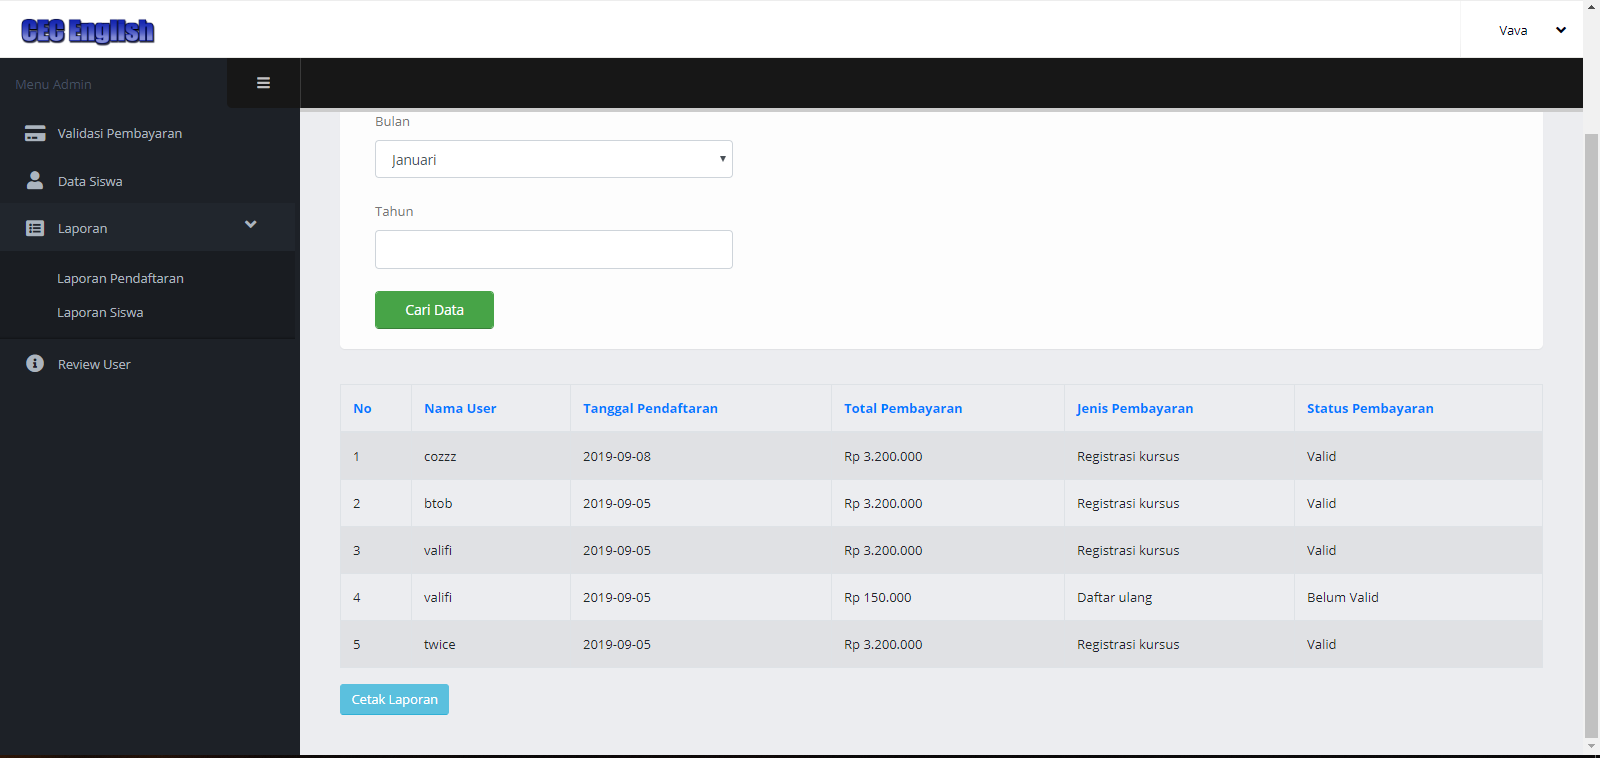 CEC English
Vava
Menu Admin
Validasi Pembayaran
Data Siswa
Laporan
Laporan Pendaftaran
Laporan Siswa
Review User
Bulan
Januari
Tahun
Cari Data
No Nama User Tanggal Pendaftaran Total Pembayaran Jenis Pembayaran Status Pembayaran
1 cozzz 2019-09-08 Rp 3.200.000 Registrasi kursus Valid
2 btob 2019-09-05 Rp 3.200.000 Registrasi kursus Valid
3 valifi 2019-09-05 Rp 3.200.000 Registrasi kursus Valid
4 valifi 2019-09-05 Rp 150.000 Daftar ulang Belum Valid
5 twice 2019-09-05 Rp 3.200.000 Registrasi kursus Valid
Cetak Laporan